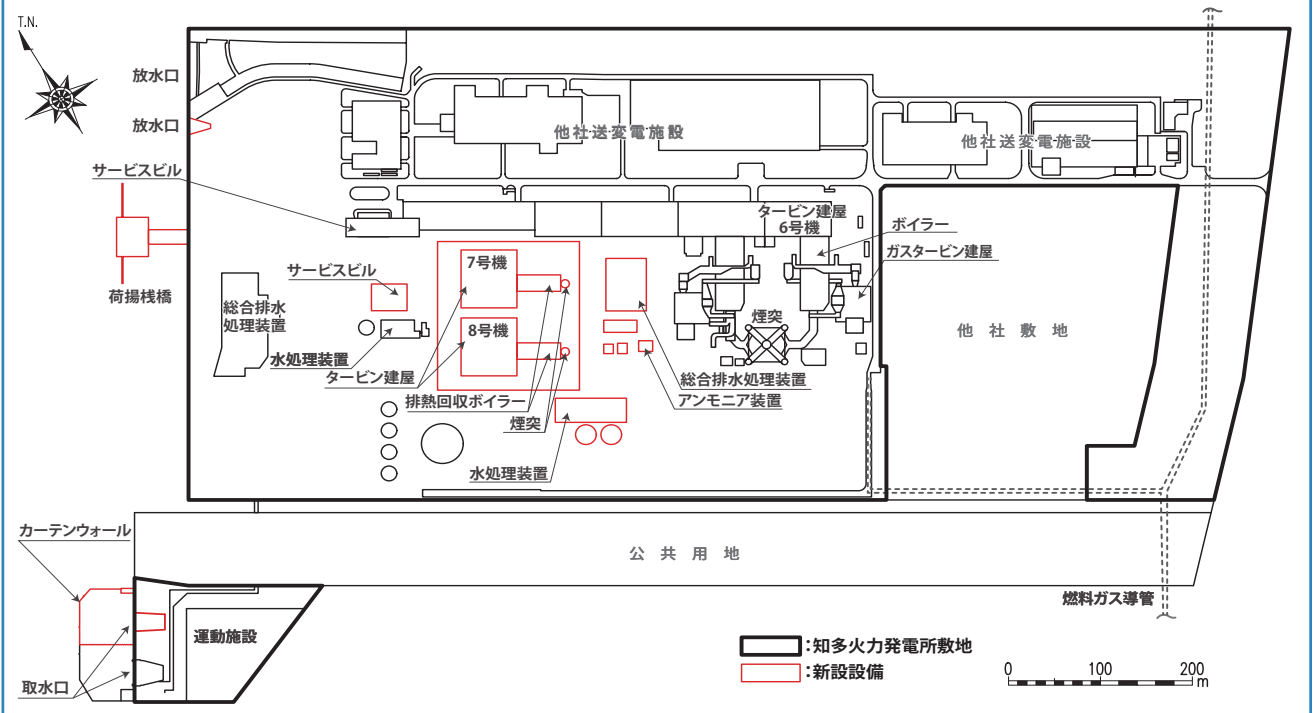 T.N.
放水口
放水口
サービスビル
荷揚桟橋
総合排水
処理装置
サービスビル
水処理装置
タービン建屋
7号機
8号機
排熱回収ボイラー
煙突
水処理装置
他社送変電施設
他社送変電施設
タービン建屋
6号機
ボイラー
ガスタービン建屋
煙突
総合排水処理装置
アンモニア装置
他社敷地
公共用地
カーテンウォール
取水口
運動施設
燃料ガス導管
:知多火力発電所敷地
:新設設備
0 100 200
m